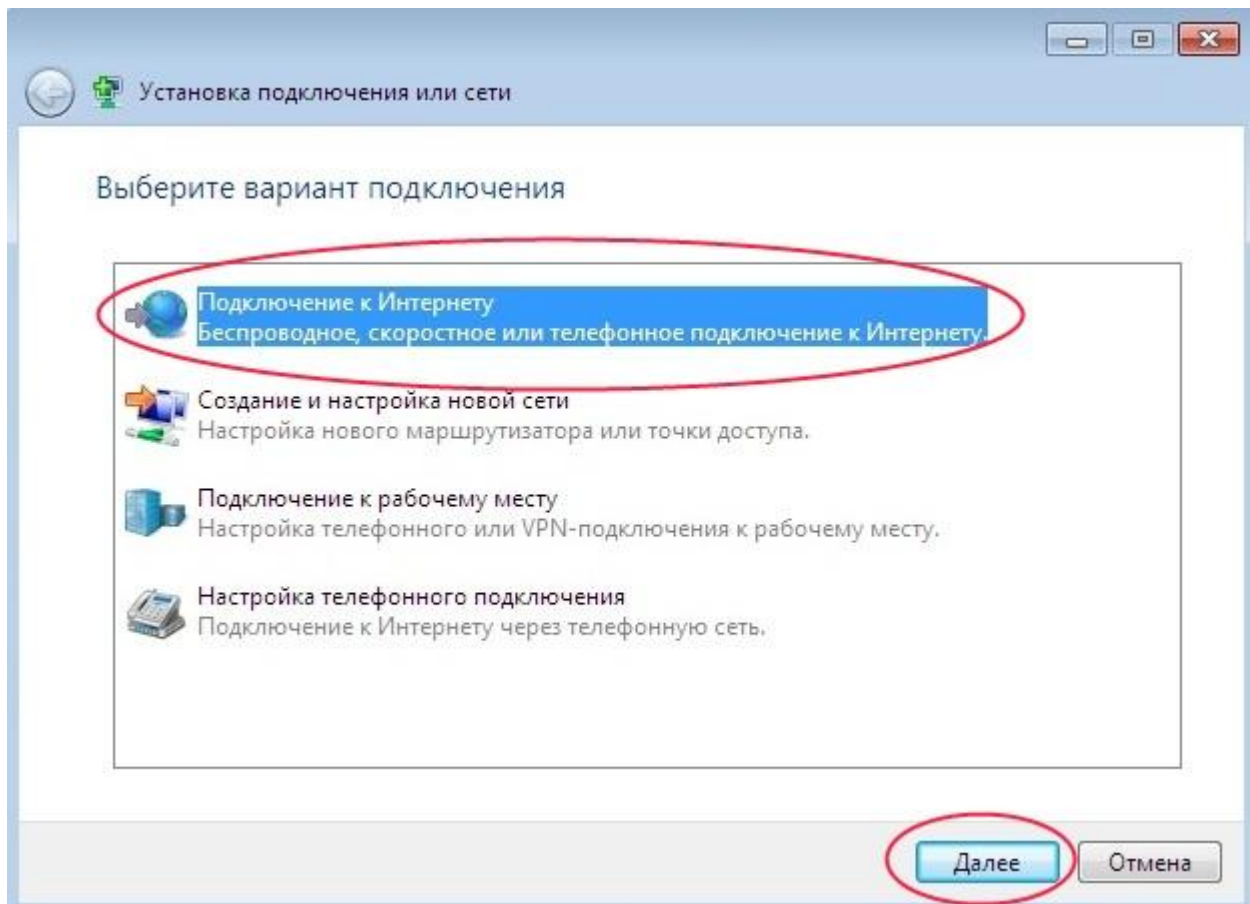 Установка подключения или сети
Выберите вариант подключения
Подключение к Интернету
Беспроводное, скоростное или телефонное подключение к Интернету.
Создание и настройка новой сети
Настройка нового маршрутизатора или точки доступа.
Подключение к рабочему месту
Настройка телефонного или VPN-подключения к рабочему месту.
Настройка телефонного подключения
Подключение к Интернету через телефонную сеть.
Далее
Отмена